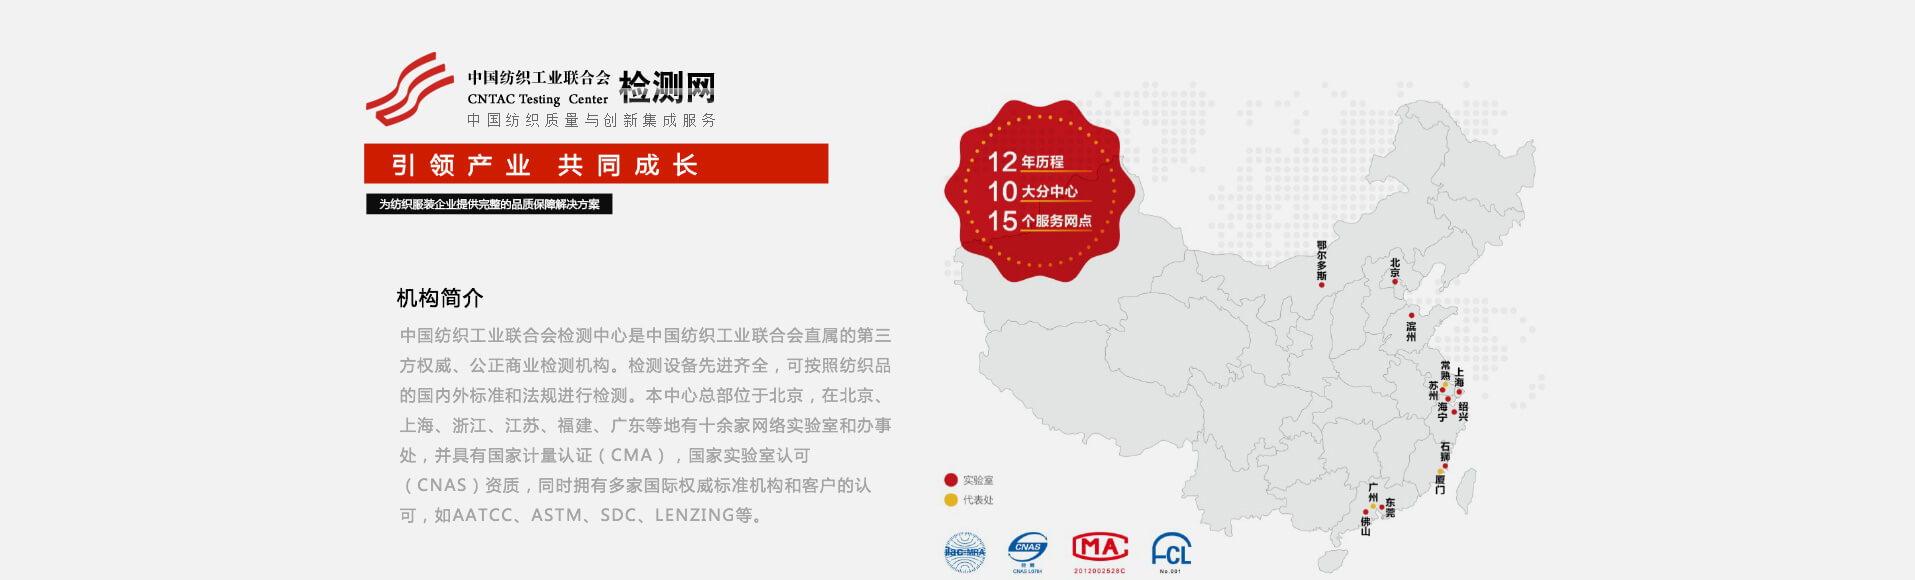 中国纺织工业联合会 检测网
CNTAC Testing Center
中国纺织质量与创新集成服务
引领产业 共同成长
为纺织服装企业提供完整的品质保障解决方案
机构简介
中国纺织工业联合会检测中心是中国纺织工业联合会直属的第三
方权威、公正商业检测机构。检测设备先进齐全，可按照纺织品
的国内外标准和法规进行检测。本中心总部位于北京，在北京、
上海、浙江、江苏、福建、广东等地有十余家网络实验室和办事
处，并具有国家计量认证（CMA），国家实验室认可
（CNAS）资质，同时拥有多家国际权威标准机构和客户的认
可，如AATCC、ASTM、SDC、LENZING等。
12年历程
10大分中心
15个服务网点
鄂尔多斯
北京
滨州
常熟
上海
苏州
海宁
绍兴
石狮
厦门
广州
东莞
佛山
实验室
代表处
ilac-MRA
CNAS
检测
CNAS L0764
MA
2012002528C
FCL
No.001